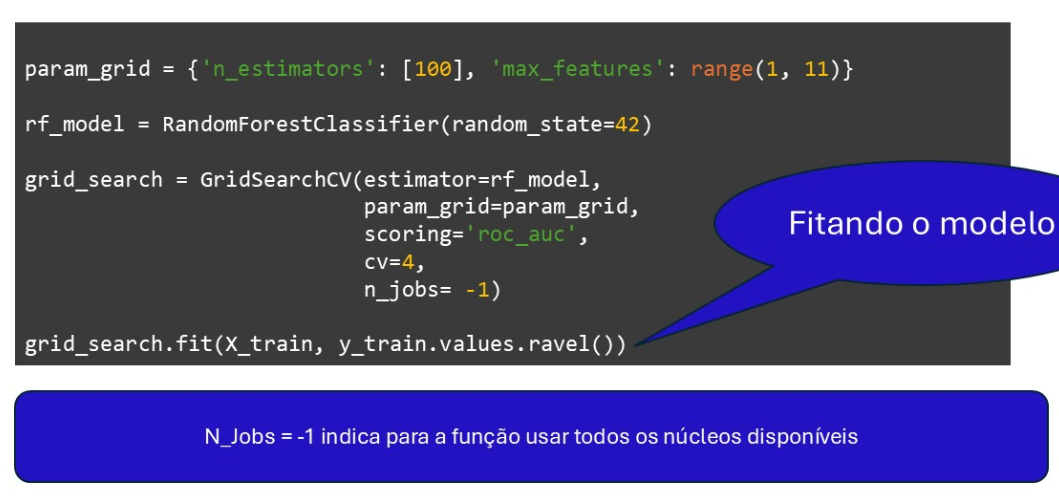 param_grid = {'n_estimators': [100], 'max_features': range(1, 11)}
rf_model = RandomForestClassifier(random_state=42)
grid_search = GridSearchCV(estimator=rf_model,
param_grid=param_grid,
scoring='roc_auc',
cv=4,
n_jobs= -1)
Fitando o modelo
grid_search.fit(X_train, y_train.values.ravel())
N_Jobs = -1 indica para a função usar todos os núcleos disponíveis